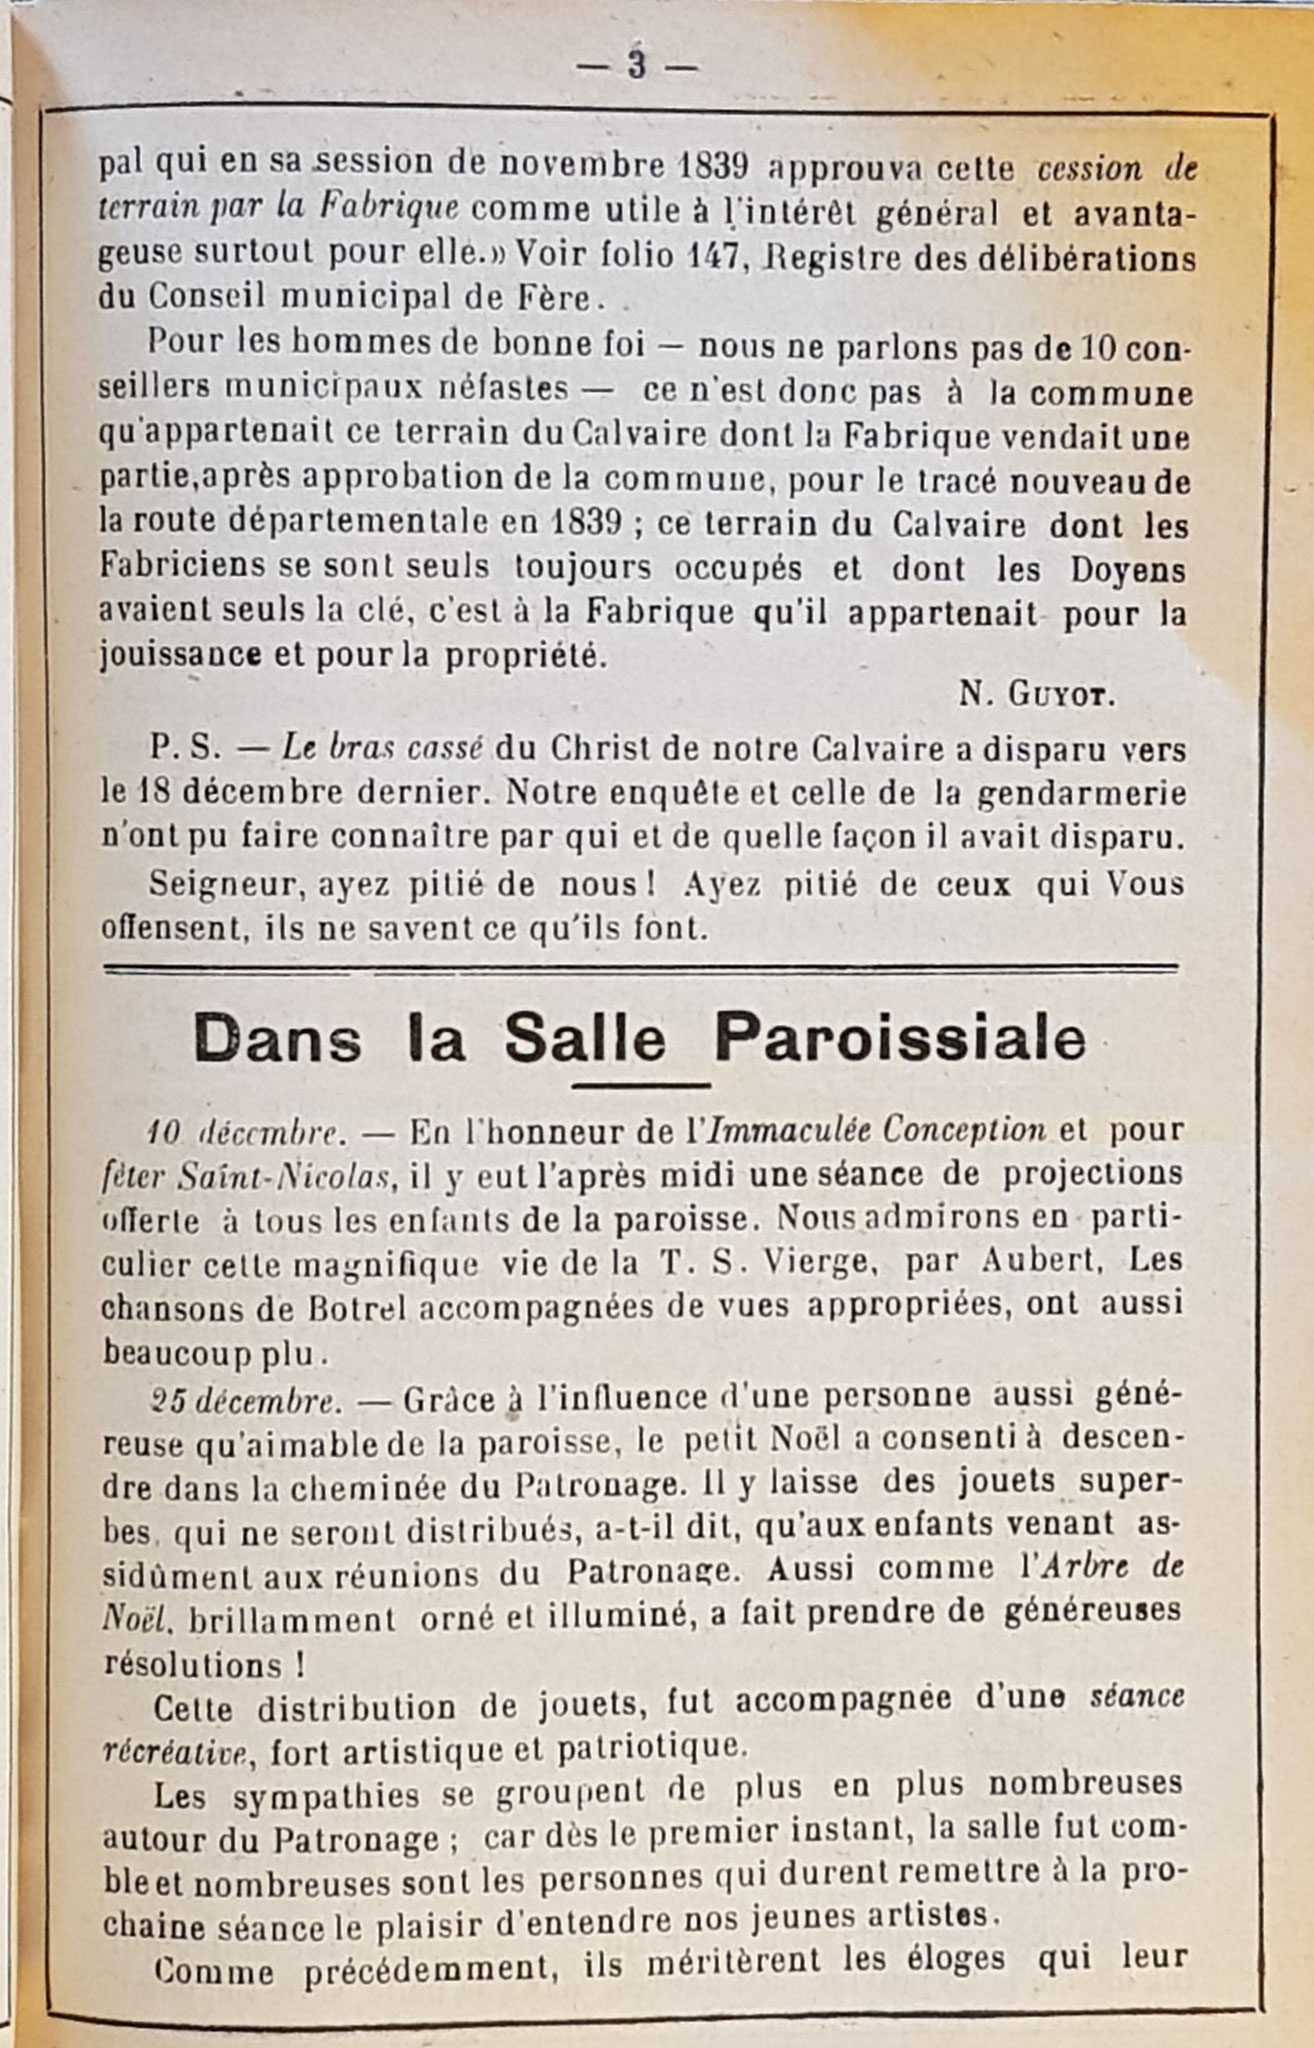 — 3 —
pal qui en sa session de novembre 1839 approuva cette cession de
terrain par la Fabrique comme utile à l'intérêt général et avanta-
geuse surtout pour elle.» Voir folio 147, Registre des délibérations
du Conseil municipal de Fère.
Pour les hommes de bonne foi — nous ne parlons pas de 10 con-
seillers municipaux néfastes — ce n'est donc pas à la commune
qu'appartenait ce terrain du Calvaire dont la Fabrique vendait une
partie,après approbation de la commune, pour le tracé nouveau de
la route départementale en 1839 ; ce terrain du Calvaire dont les
Fabriciens se sont seuls toujours occupés et dont les Doyens
avaient seuls la clé, c'est à la Fabrique qu'il appartenait pour la
jouissance et pour la propriété.
N. GUYOT.
P. S. — Le bras cassé du Christ de notre Calvaire a disparu vers
le 18 décembre dernier. Notre enquête et celle de la gendarmerie
n'ont pu faire connaître par qui et de quelle façon il avait disparu.
Seigneur, ayez pitié de nous ! Ayez pitié de ceux qui Vous
offensent, ils ne savent ce qu'ils font.
Dans la Salle Paroissiale
10 décembre. — En l'honneur de l'Immaculée Conception et pour
fêter Saint-Nicolas, il y eut l'après midi une séance de projections
offerte à tous les enfants de la paroisse. Nous admirons en parti-
culier cette magnifique vie de la T. S. Vierge, par Aubert, Les
chansons de Botrel accompagnées de vues appropriées, ont aussi
beaucoup plu.
25 décembre. — Grâce à l'influence d'une personne aussi géné-
reuse qu'aimable de la paroisse, le petit Noël a consenti à descen-
dre dans la cheminée du Patronage. Il y laisse des jouets super-
bes, qui ne seront distribués, a-t-il dit, qu'aux enfants venant as-
sidûment aux réunions du Patronage. Aussi comme l'Arbre de
Noël, brillamment orné et illuminé, a fait prendre de généreuses
résolutions !
Cette distribution de jouets, fut accompagnée d'une séance
récréative, fort artistique et patriotique.
Les sympathies se groupent de plus en plus nombreuses
autour du Patronage ; car dès le premier instant, la salle fut com-
ble et nombreuses sont les personnes qui durent remettre à la pro-
chaine séance le plaisir d'entendre nos jeunes artistes.
Comme précédemment, ils méritèrent les éloges qui leur